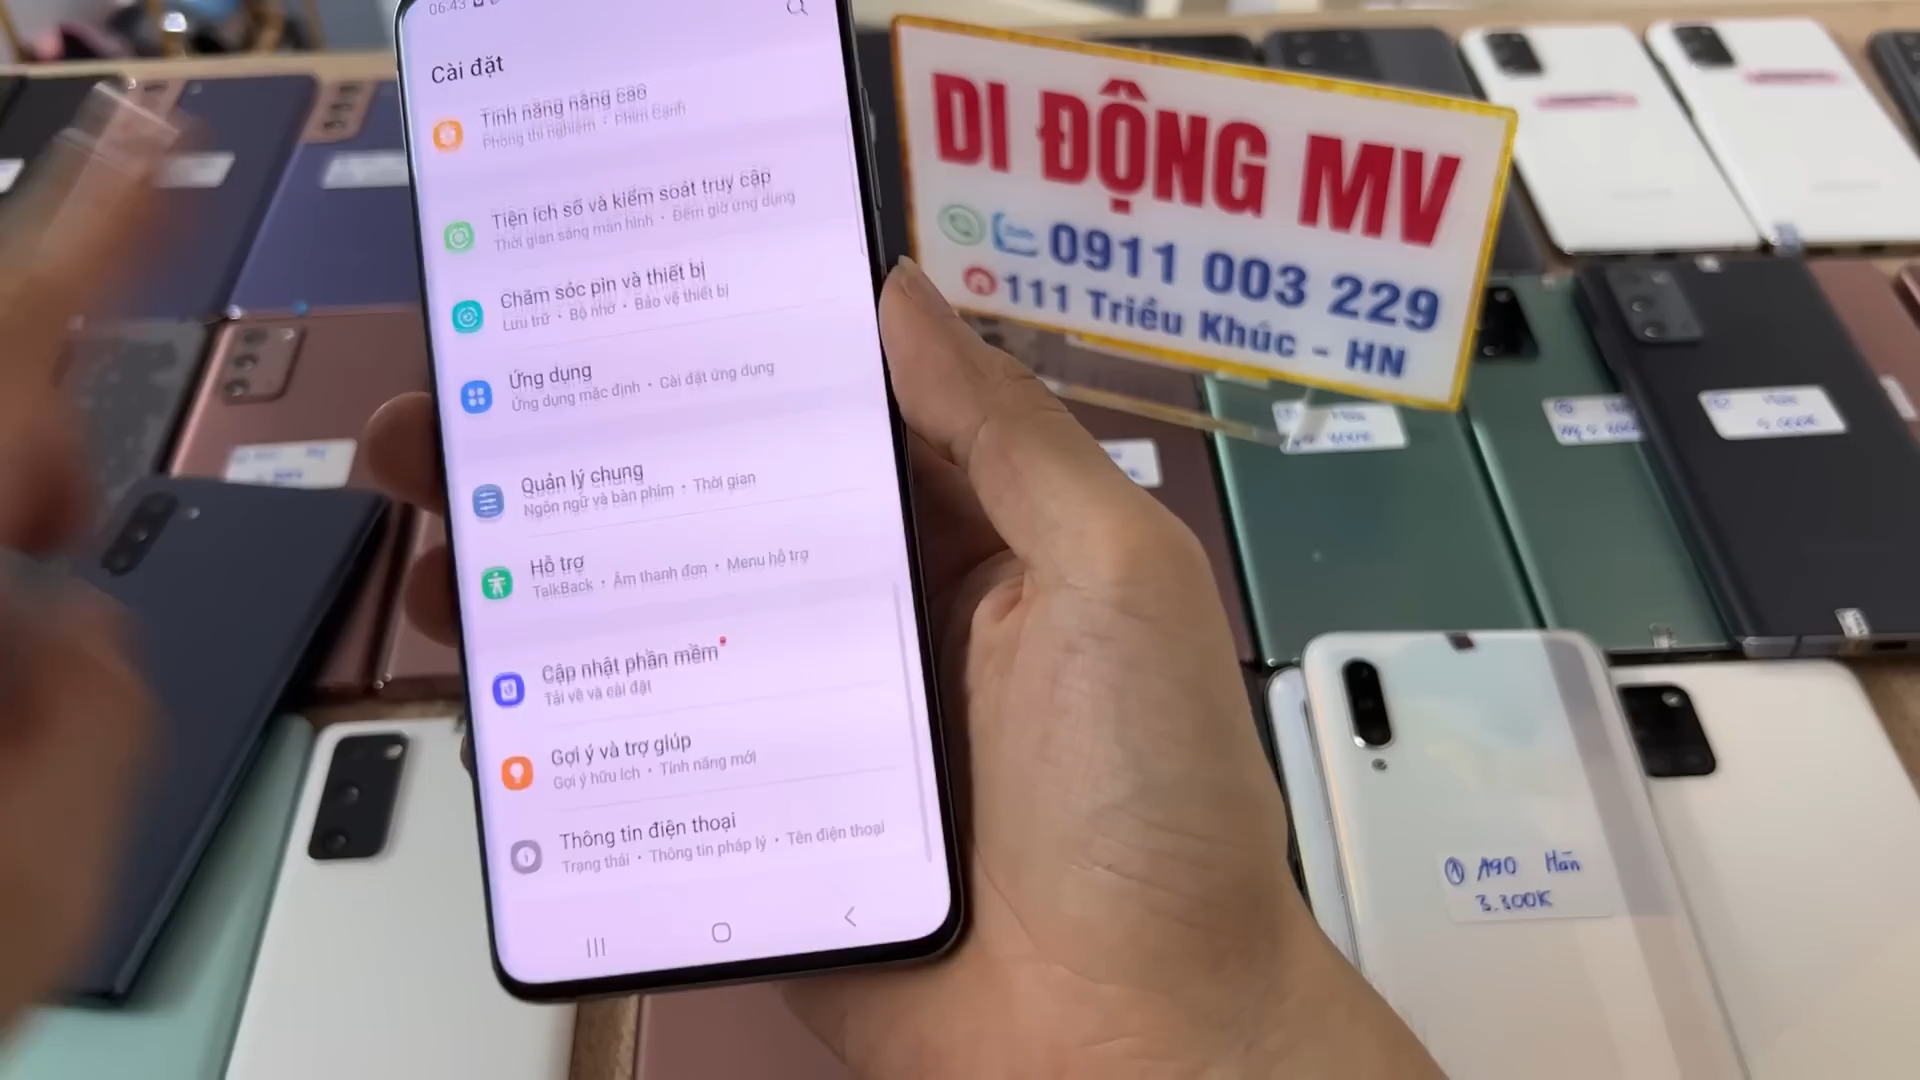 06:43
Cài đặt
Tính năng nâng cao
Phòng thí nghiệm • Phím Cạnh
Tiện ích số và kiểm soát truy cập
Thời gian sáng màn hình • Đếm giờ ứng dụng
Chăm sóc pin và thiết bị
Lưu trữ • Bộ nhớ • Bảo vệ thiết bị
Ứng dụng
Ứng dụng mặc định • Cài đặt ứng dụng
Quản lý chung
Ngôn ngữ và bàn phím • Thời gian
Hỗ trợ
TalkBack • Âm thanh đơn • Menu hỗ trợ
Cập nhật phần mềm
Tải về và cài đặt
Gợi ý và trợ giúp
Gợi ý hữu ích • Tính năng mới
Thông tin điện thoại
Trạng thái • Thông tin pháp lý • Tên điện thoại
DI ĐỘNG MV
0911 003 229
111 Triều Khúc - HN
① A90 Hàn
3.300K